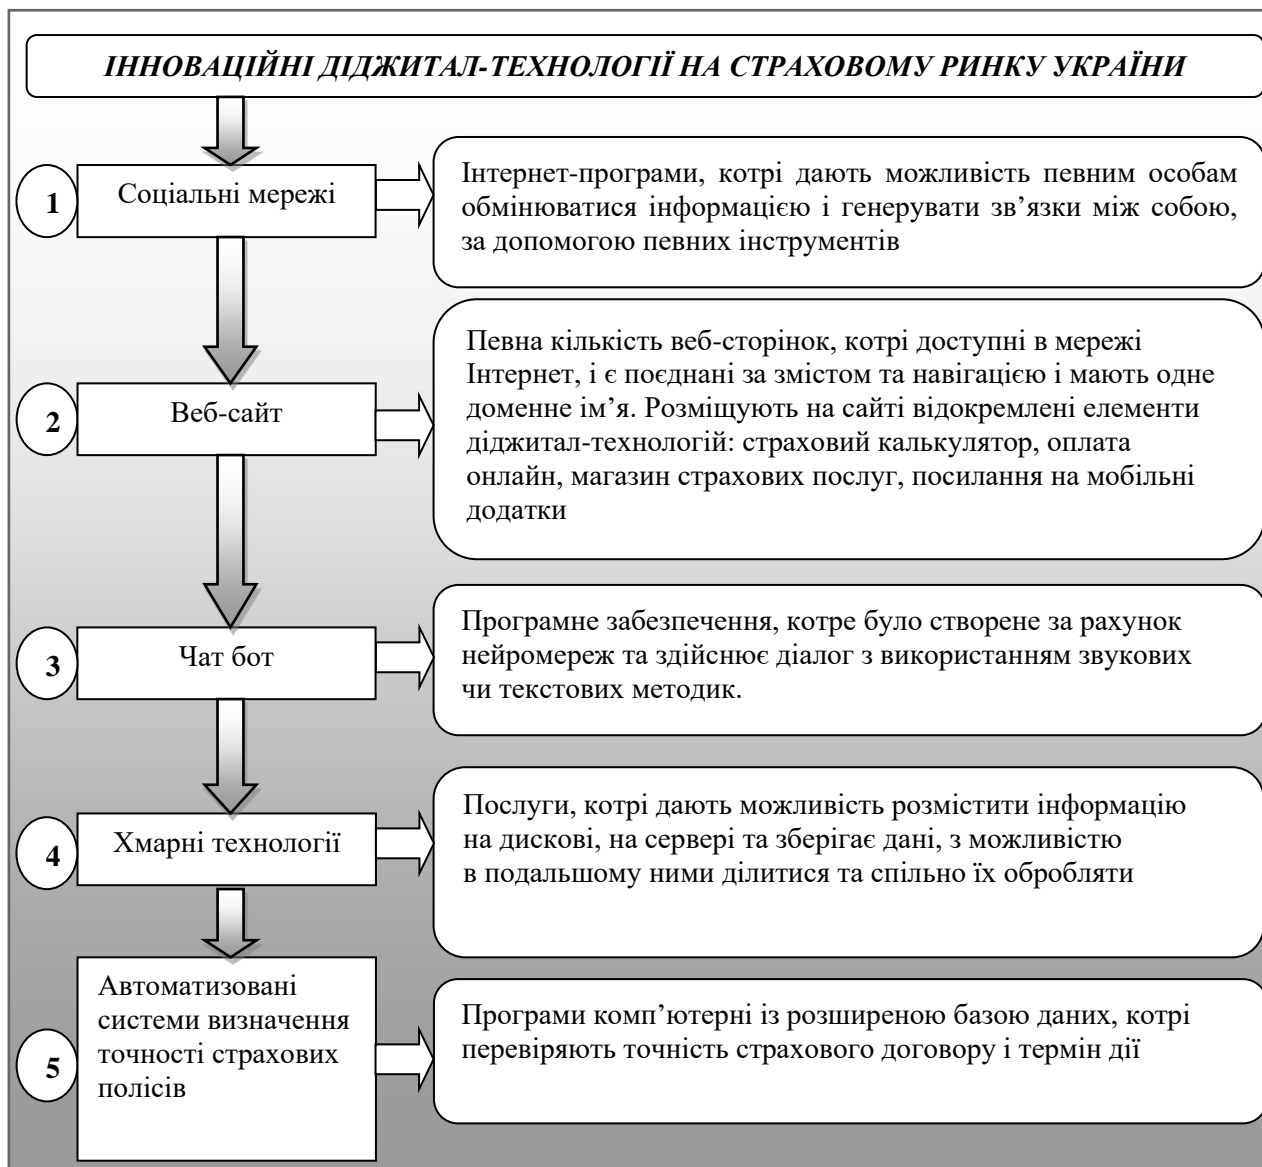 ІННОВАЦІЙНІ ДІДЖИТАЛ-ТЕХНОЛОГІЇ НА СТРАХОВОМУ РИНКУ УКРАЇНИ
1
Соціальні мережі
Інтернет-програми, котрі дають можливість певним особам
обмінюватися інформацією і генерувати зв’язки між собою,
за допомогою певних інструментів
2
Веб-сайт
Певна кількість веб-сторінок, котрі доступні в мережі
Інтернет, і є поєднані за змістом та навігацією і мають одне
доменне ім’я. Розміщують на сайті відокремлені елементи
діджитал-технологій: страховий калькулятор, оплата
онлайн, магазин страхових послуг, посилання на мобільні
додатки
3
Чат бот
Програмне забезпечення, котре було створене за рахунок
нейромереж та здійснює діалог з використанням звукових
чи текстових методик.
4
Хмарні технології
Послуги, котрі дають можливість розмістити інформацію
на дискові, на сервері та зберігає дані, з можливістю
в подальшому ними ділитися та спільно їх обробляти
5
Автоматизовані
системи визначення
точності страхових
полісів
Програми комп’ютерні із розширеною базою даних, котрі
перевіряють точність страхового договору і термін дії